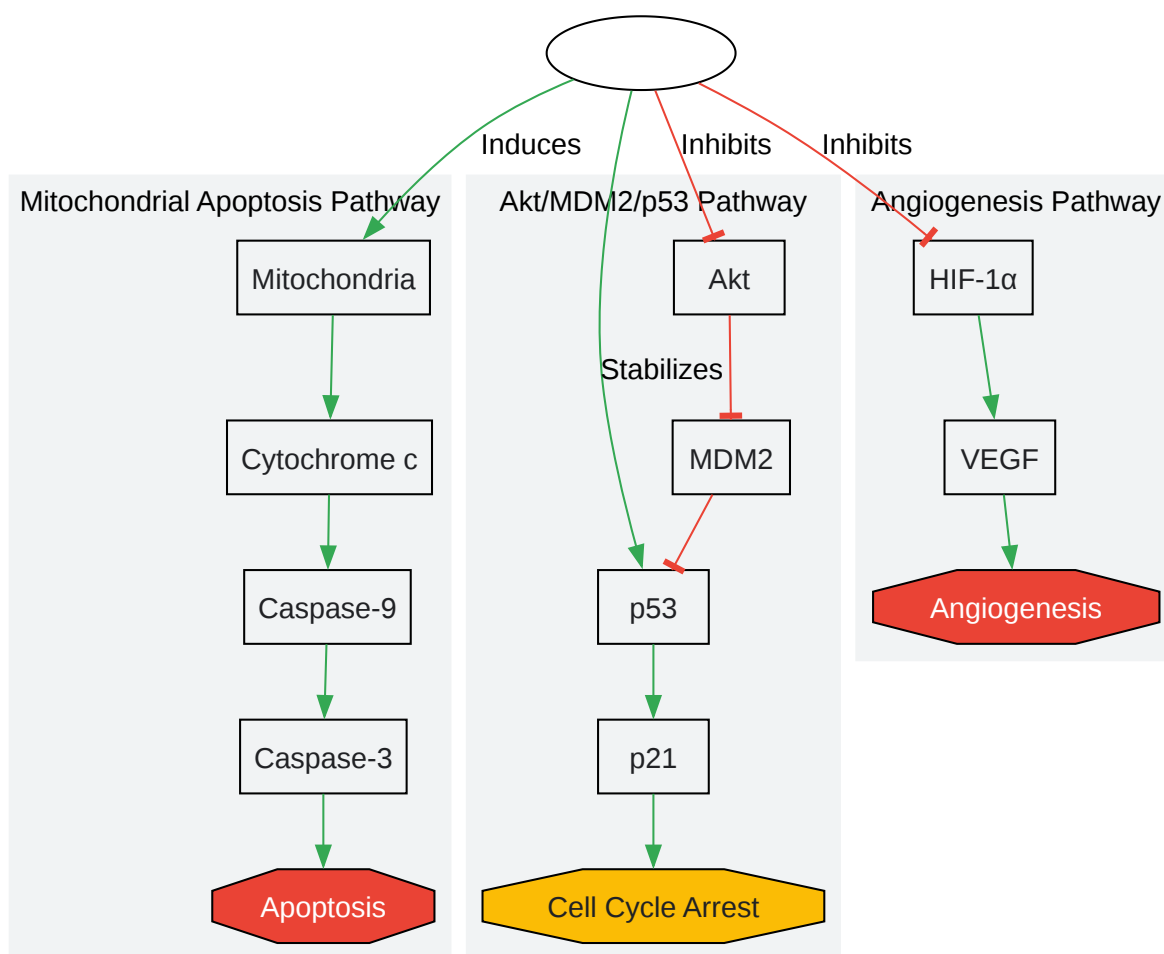 Induces
Inhibits
Inhibits
Mitochondrial Apoptosis Pathway
Akt/MDM2/p53 Pathway
Angiogenesis Pathway
Mitochondria
Akt
HIF-1α
Stabilizes
Cytochrome c
MDM2
VEGF
Caspase-9
p53
Angiogenesis
Caspase-3
p21
Apoptosis
Cell Cycle Arrest